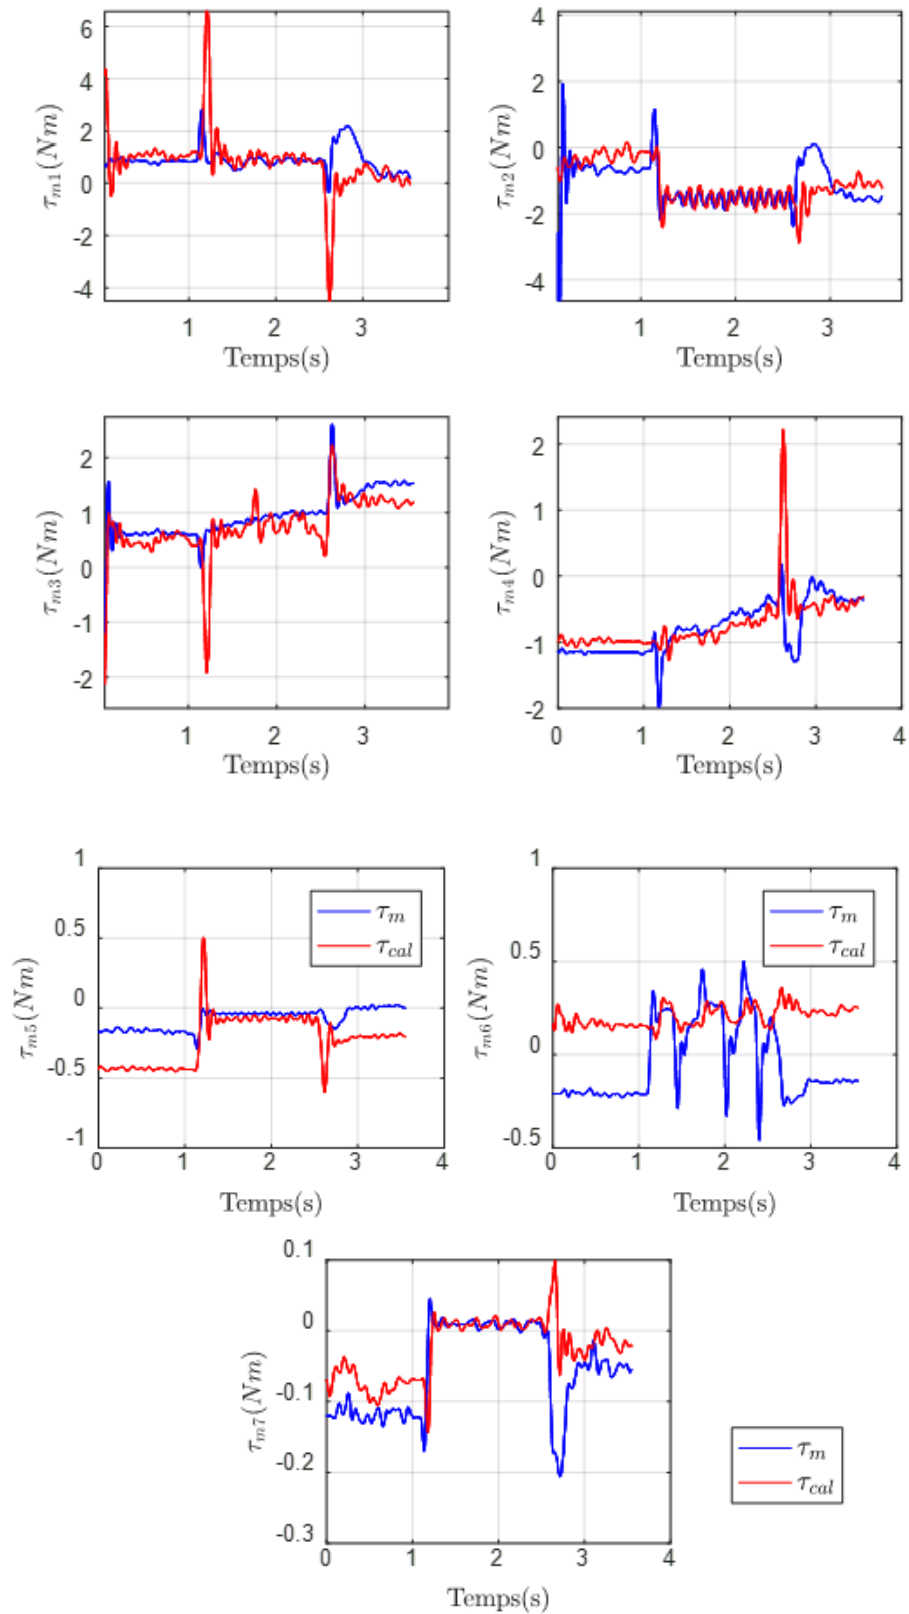 6
4
2
0
-2
-4
τm1(Nm)
1 2 3
Temps(s)
4
2
0
-2
-4
τm2(Nm)
1 2 3
Temps(s)
2
1
0
-1
-2
τm3(Nm)
1 2 3
Temps(s)
2
1
0
-1
-2
τm4(Nm)
0 1 2 3 4
Temps(s)
1
0.5
0
-0.5
-1
τm5(Nm)
τm
τcal
0 1 2 3 4
Temps(s)
1
0.5
0
-0.5
τm6(Nm)
τm
τcal
0 1 2 3 4
Temps(s)
0.1
0
-0.1
-0.2
-0.3
τm7(Nm)
0 1 2 3 4
Temps(s)
τm
τcal